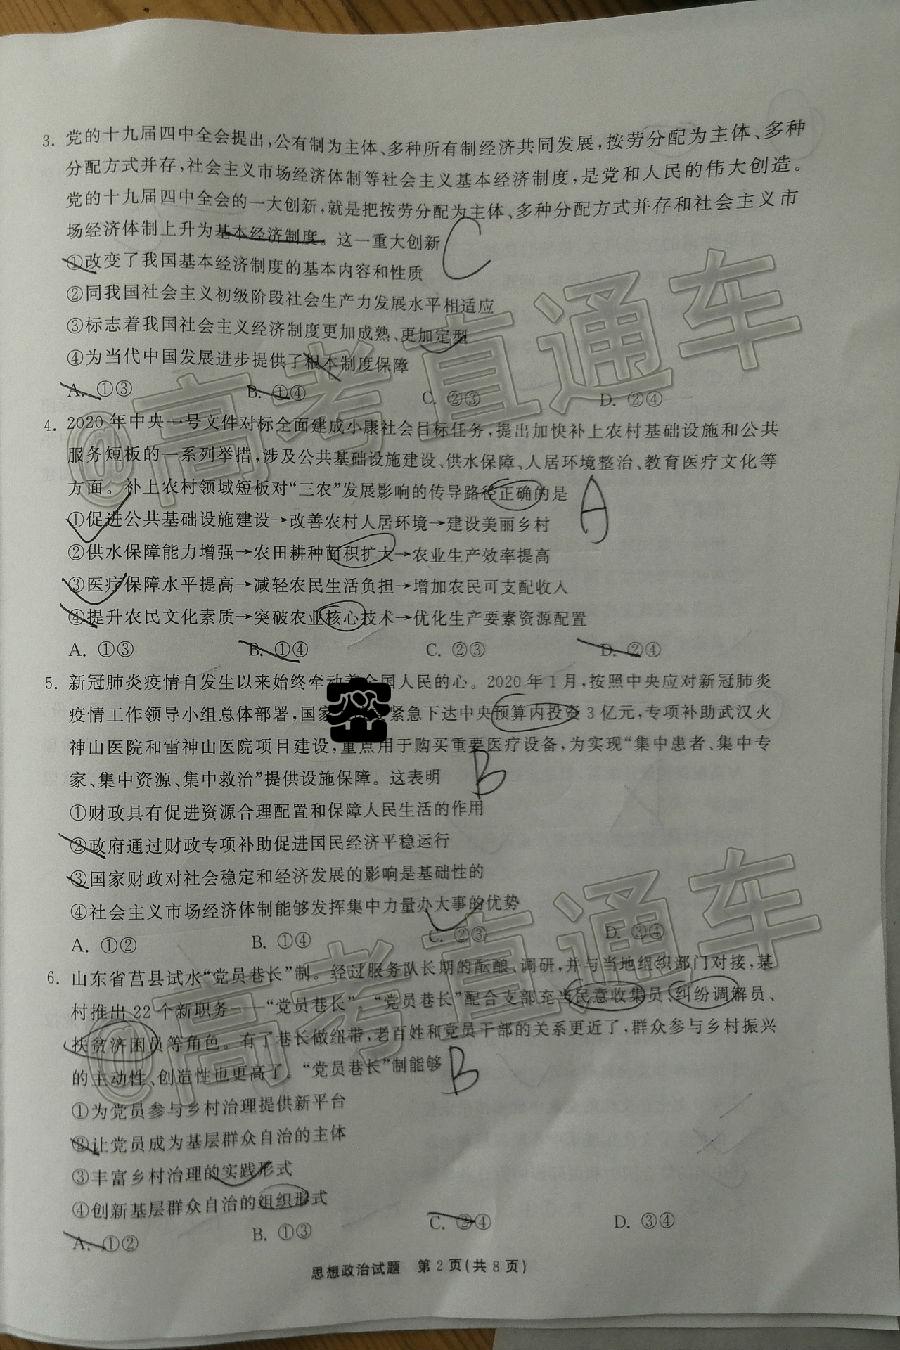 3. 党的十九届四中全会提出,公有制为主体、多种所有制经济共同发展,按劳分配为主体、多种
分配方式并存,社会主义市场经济体制等社会主义基本经济制度,是党和人民的伟大创造。
党的十九届四中全会的一大创新,就是把按劳分配为主体、多种分配方式并存和社会主义市
场经济体制上升为基本经济制度。这一重大创新 C
①改变了我国基本经济制度的基本内容和性质
②同我国社会主义初级阶段社会生产力发展水平相适应
③标志着我国社会主义经济制度更加成熟、更加定型
④为当代中国发展进步提供了根本制度保障
A. ①③ B. ①④ C. ②③ D. ②④
4. 2020年中央一号文件对标全面建成小康社会目标任务,提出加快补上农村基础设施和公共
服务短板的一系列举措,涉及公共基础设施建设、供水保障、人居环境整治、教育医疗文化等
方面。补上农村领域短板对“三农”发展影响的传导路径正确的是 A
①促进公共基础设施建设→改善农村人居环境→建设美丽乡村
②供水保障能力增强→农田耕种面积扩大→农业生产效率提高
③医疗保障水平提高→减轻农民生活负担→增加农民可支配收入
④提升农民文化素质→突破农业核心技术→优化生产要素资源配置
A. ①③ B. ①④ C. ②③ D. ②④
5. 新冠肺炎疫情自发生以来始终牵动着全国人民的心。2020年1月,按照中央应对新冠肺炎
疫情工作领导小组总体部署,国家 紧急下达中央预算内投资3亿元,专项补助武汉火
神山医院和雷神山医院项目建设,重点用于购买重要医疗设备,为实现“集中患者、集中专
家、集中资源、集中救治”提供设施保障。这表明 B
①财政具有促进资源合理配置和保障人民生活的作用
②政府通过财政专项补助促进国民经济平稳运行
③国家财政对社会稳定和经济发展的影响是基础性的
④社会主义市场经济体制能够发挥集中力量办大事的优势
A. ①② B. ①④ C. ②③ D. ③④
6. 山东省莒县试水“党员巷长”制。经过服务队长期的酝酿、调研,并与当地组织部门对接,某
村推出22个新职务——“党员巷长”,“党员巷长”配合支部充当民意收集员、纠纷调解员、
扶贫济困员等角色。有了巷长做纽带,老百姓和党员干部的关系更近了,群众参与乡村振兴
的主动性、创造性也更高了。“党员巷长”制能够 B
①为党员参与乡村治理提供新平台
②让党员成为基层群众自治的主体
③丰富乡村治理的实践形式
④创新基层群众自治的组织形式
A. ①② B. ①③ C. ②④ D. ③④
思想政治试题 第2页(共8页)
@高考直通车
@高考直通车